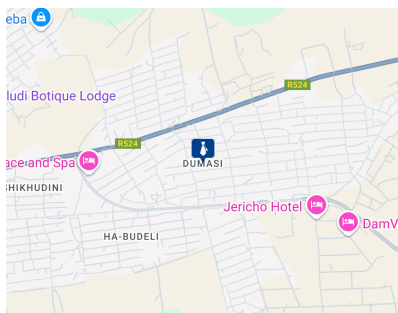 eba
R524
ludi Botique Lodge
R524
ace and Spa
DUMASI
SHIKHUDINI
Jericho Hotel
DamV
HA-BUDELI